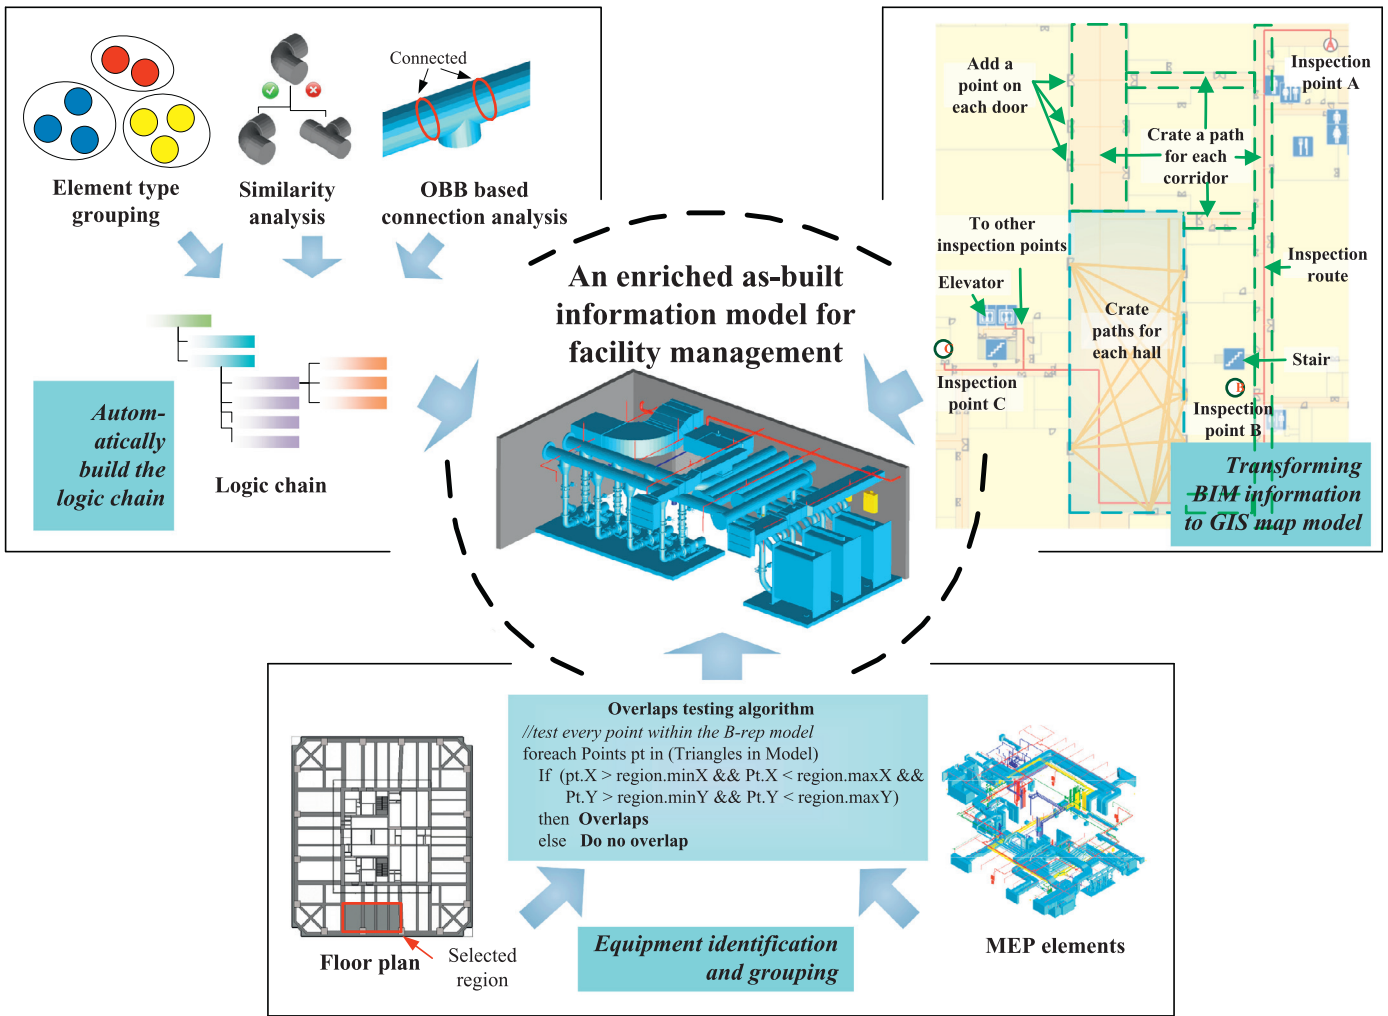 Connected
Element type
grouping
Similarity
analysis
OBB based
connection analysis
Autom-
atically
build the
logic chain
Logic chain
An enriched as-built
information model for
facility management
Add a
point on
each door
Inspection
point A
A
Crate a path
for each
corridor
To other
inspection points
Elevator
Inspection
route
Crate
paths for
each hall
Stair
C
Inspection
point C
B
Inspection
point B
Transforming
BIM information
to GIS map model
Overlaps testing algorithm
//test every point within the B-rep model
foreach Points pt in (Triangles in Model)
If (pt.X > region.minX && Pt.X < region.maxX &&
Pt.Y > region.minY && Pt.Y < region.maxY)
then Overlaps
else Do no overlap
Floor plan
Selected
region
Equipment identification
and grouping
MEP elements